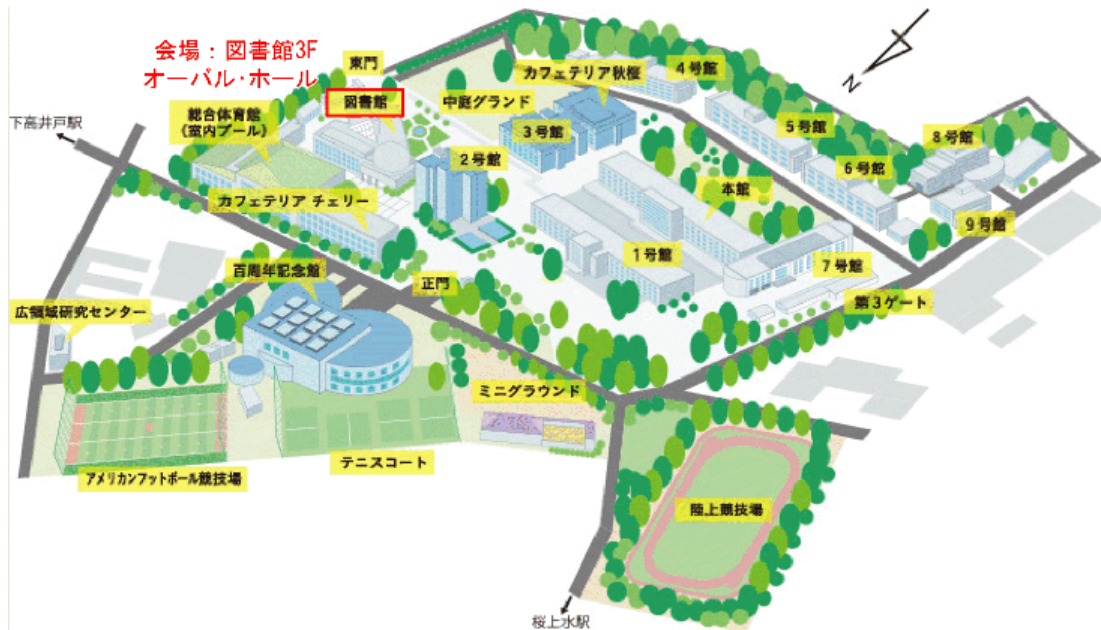 会場：図書館3F
オーバル･ホール
東門
図書館
中庭グランド
カフェテリア秋桜
4号館
N
総合体育館
(室内プール)
下高井戸駅
2号館
3号館
5号館
8号館
6号館
カフェテリア チェリー
本館
9号館
1号館
7号館
百周年記念館
正門
第3ゲート
広領域研究センター
ミニグラウンド
テニスコート
アメリカンフットボール競技場
陸上競技場
桜上水駅